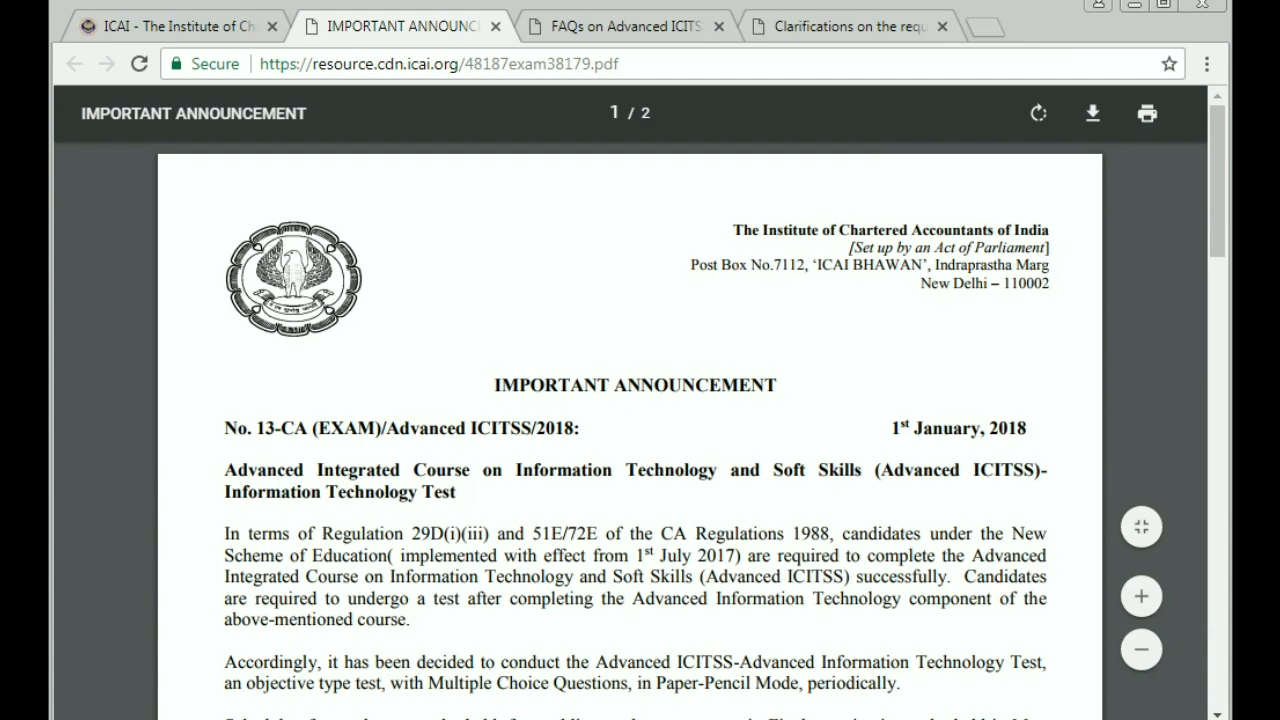 ICAI - The Institute of Ch
IMPORTANT ANNOUNC
FAQs on Advanced ICITS
Clarifications on the requ
Secure
https://resource.cdn.icai.org/48187exam38179.pdf
IMPORTANT ANNOUNCEMENT
1 / 2
The Institute of Chartered Accountants of India
[Set up by an Act of Parliament]
Post Box No.7112, ‘ICAI BHAWAN’, Indraprastha Marg
New Delhi – 110002
IMPORTANT ANNOUNCEMENT
No. 13-CA (EXAM)/Advanced ICITSS/2018:
1st January, 2018
Advanced Integrated Course on Information Technology and Soft Skills (Advanced ICITSS)-
Information Technology Test
In terms of Regulation 29D(i)(iii) and 51E/72E of the CA Regulations 1988, candidates under the New
Scheme of Education( implemented with effect from 1st July 2017) are required to complete the Advanced
Integrated Course on Information Technology and Soft Skills (Advanced ICITSS) successfully. Candidates
are required to undergo a test after completing the Advanced Information Technology component of the
above-mentioned course.
Accordingly, it has been decided to conduct the Advanced ICITSS-Advanced Information Technology Test,
an objective type test, with Multiple Choice Questions, in Paper-Pencil Mode, periodically.